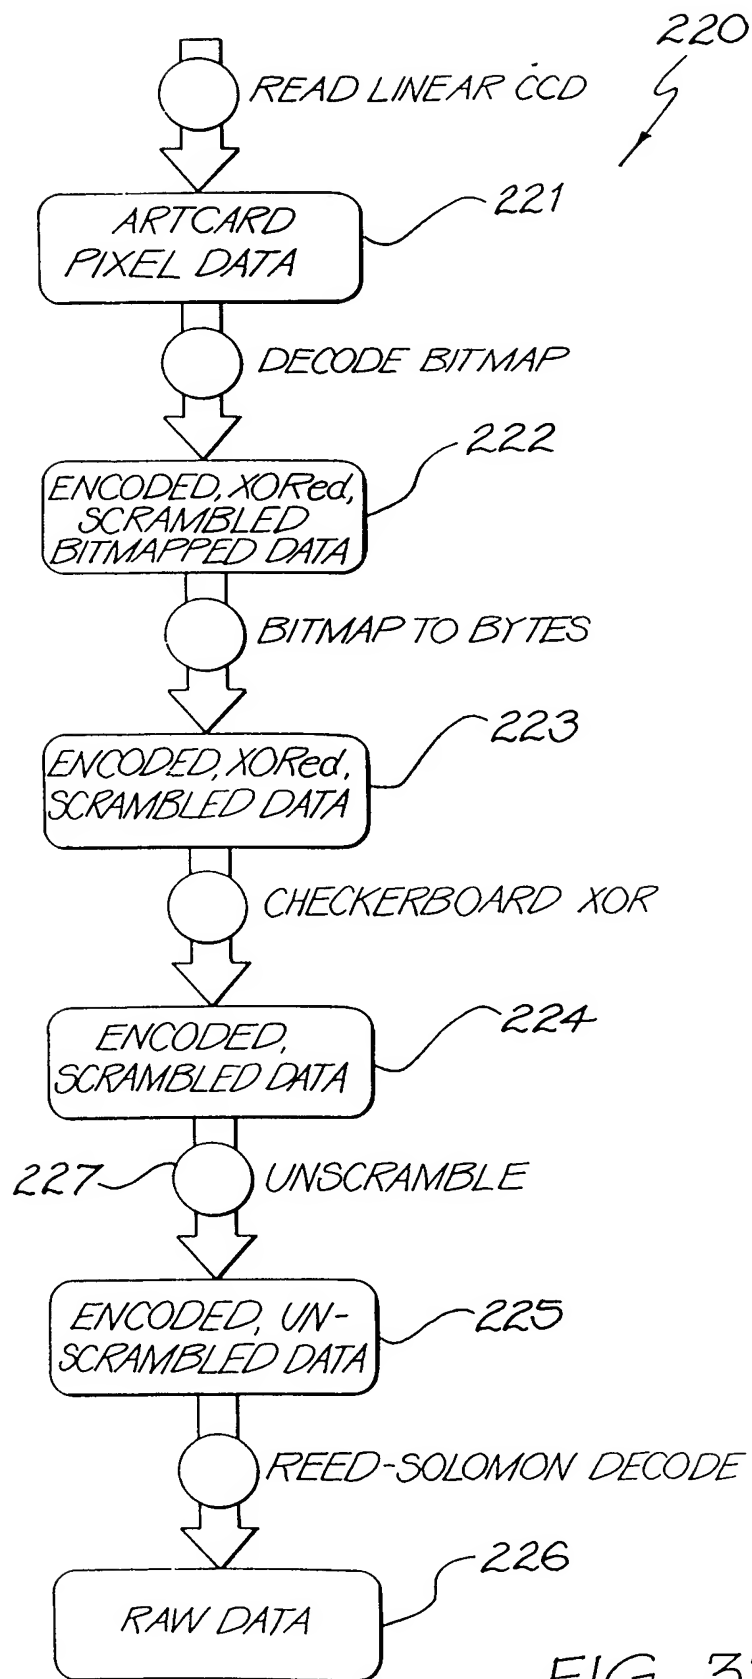 220
READ LINEAR CCD
ARTCARD
PIXEL DATA
221
DECODE BITMAP
222
ENCODED, XORed,
SCRAMBLED
BITMAPPED DATA
BITMAP TO BYTES
223
ENCODED, XORed,
SCRAMBLED DATA
CHECKERBOARD XOR
224
ENCODED,
SCRAMBLED DATA
227
UNSCRAMBLE
225
ENCODED, UN-
SCRAMBLED DATA
REED-SOLOMON DECODE
226
RAW DATA
FIG.